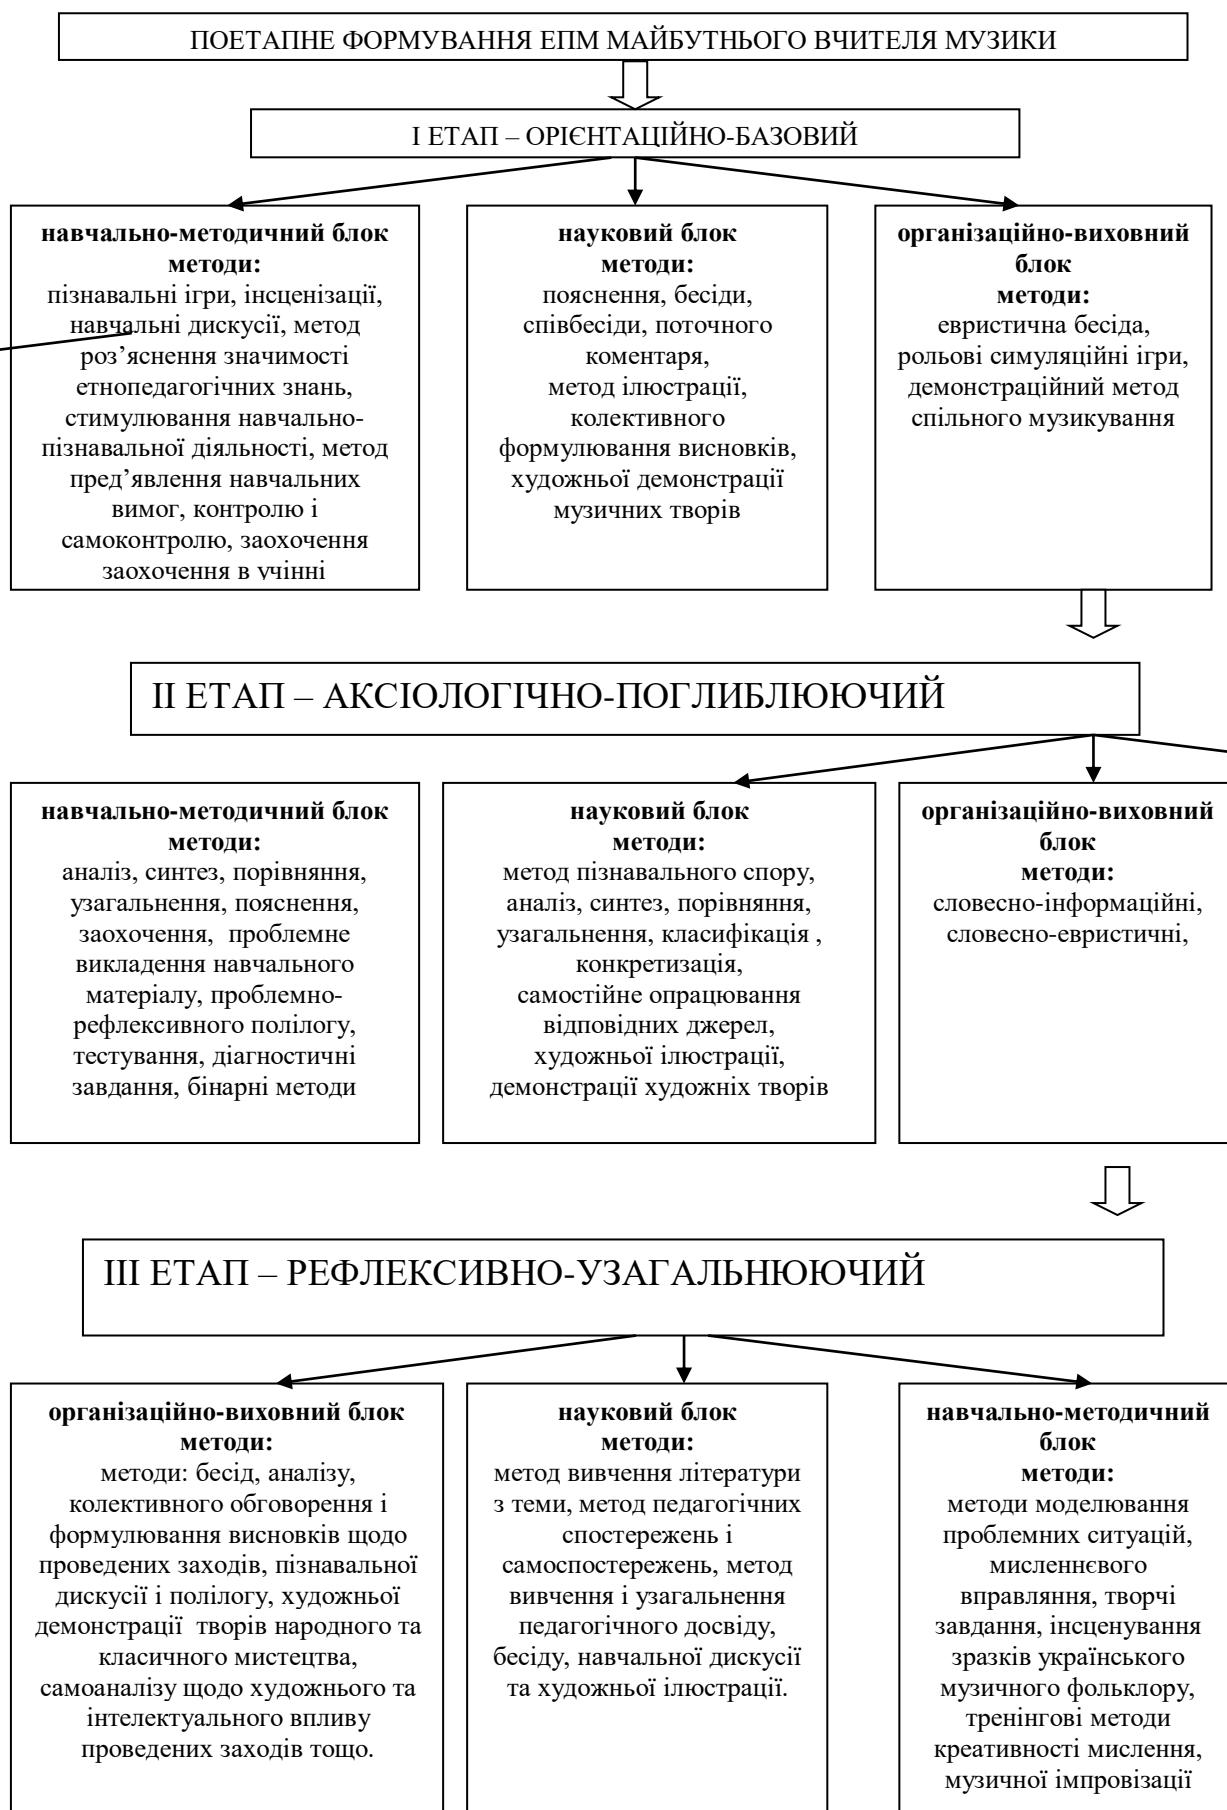 ПОЕТАПНЕ ФОРМУВАННЯ ЕПМ МАЙБУТНЬОГО ВЧИТЕЛЯ МУЗИКИ
І ЕТАП – ОРІЄНТАЦІЙНО-БАЗОВИЙ
навчально-методичний блок
методи:
пізнавальні ігри, інсценізації,
навчальні дискусії, метод
роз’яснення значимості
етнопедагогічних знань,
стимулювання навчально-
пізнавальної діяльності, метод
пред’явлення навчальних
вимог, контролю і
самоконтролю, заохочення
заохочення в учінні
науковий блок
методи:
пояснення, бесіди,
співбесіди, поточного
коментаря,
метод ілюстрації,
колективного
формулювання висновків,
художньої демонстрації
музичних творів
організаційно-виховний
блок
методи:
евристична бесіда,
рольові симуляційні ігри,
демонстраційний метод
спільного музикування
ІІ ЕТАП – АКСІОЛОГІЧНО-ПОГЛИБЛЮЮЧИЙ
навчально-методичний блок
методи:
аналіз, синтез, порівняння,
узагальнення, пояснення,
заохочення,  проблемне
викладення навчального
матеріалу, проблемно-
рефлексивного полілогу,
тестування, діагностичні
завдання, бінарні методи
науковий блок
методи:
метод пізнавального спору,
аналіз, синтез, порівняння,
узагальнення, класифікація ,
конкретизація,
самостійне опрацювання
відповідних джерел,
художньої ілюстрації,
демонстрації художніх творів
організаційно-виховний
блок
методи:
словесно-інформаційні,
словесно-евристичні,
ІІІ ЕТАП – РЕФЛЕКСИВНО-УЗАГАЛЬНЮЮЧИЙ
організаційно-виховний блок
методи:
методи: бесід, аналізу,
колективного обговорення і
формулювання висновків щодо
проведених заходів, пізнавальної
дискусії і полілогу, художньої
демонстрації  творів народного та
класичного мистецтва,
самоаналізу щодо художнього та
інтелектуального впливу
проведених заходів тощо.
науковий блок
методи:
метод вивчення літератури
з теми, метод педагогічних
спостережень і
самоспостережень, метод
вивчення і узагальнення
педагогічного досвіду,
бесіду, навчальної дискусії
та художньої ілюстрації.
навчально-методичний
блок
методи:
методи моделювання
проблемних ситуацій,
мисленнєвого
вправляння, творчі
завдання, інсценування
зразків українського
музичного фольклору,
тренінгові методи
креативності мислення,
музичної імпровізації